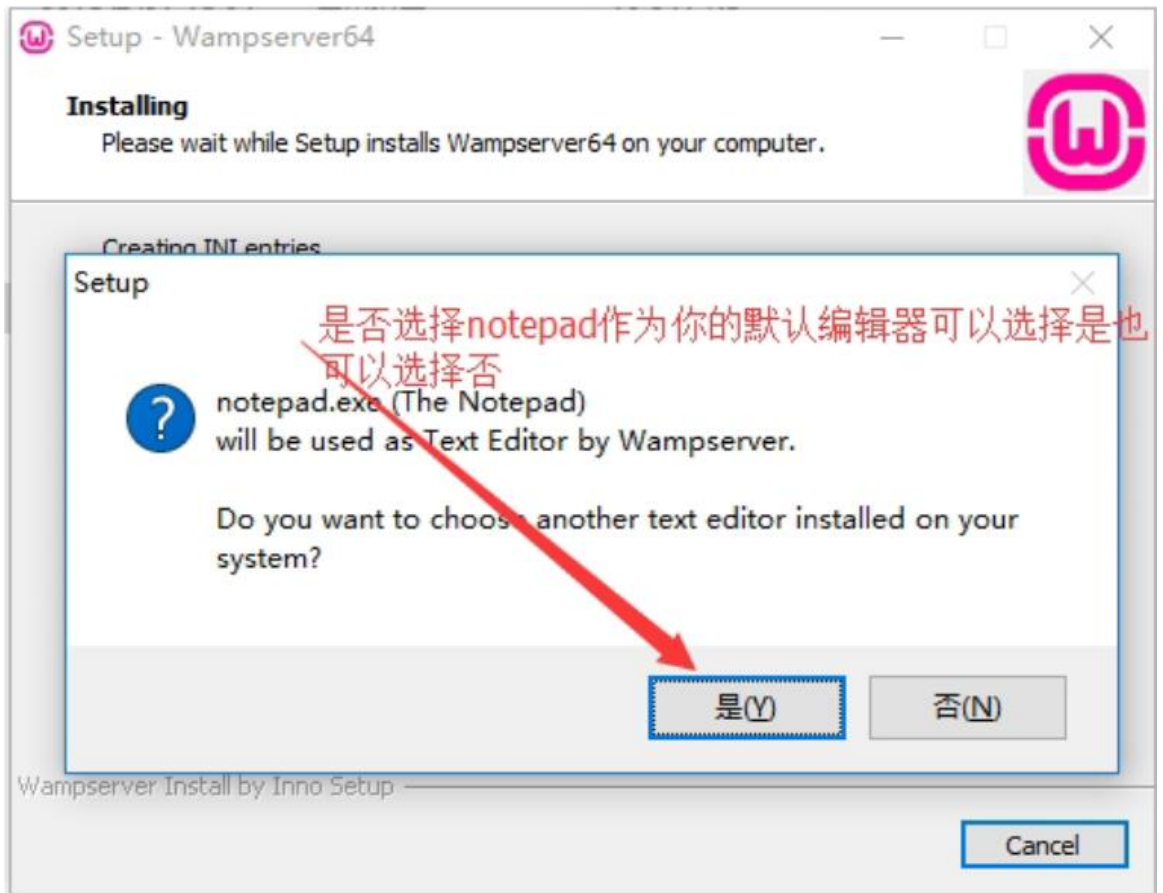 Setup - Wampserver64
Installing
Please wait while Setup installs Wampserver64 on your computer.
Creating INI entries
Setup
是否选择notepad作为你的默认编辑器可以选择是也
可以选择否
notepad.exe (The Notepad)
will be used as Text Editor by Wampserver.
Do you want to choose another text editor installed on your
system?
是(Y)
否(N)
Wampserver Install by Inno Setup
Cancel